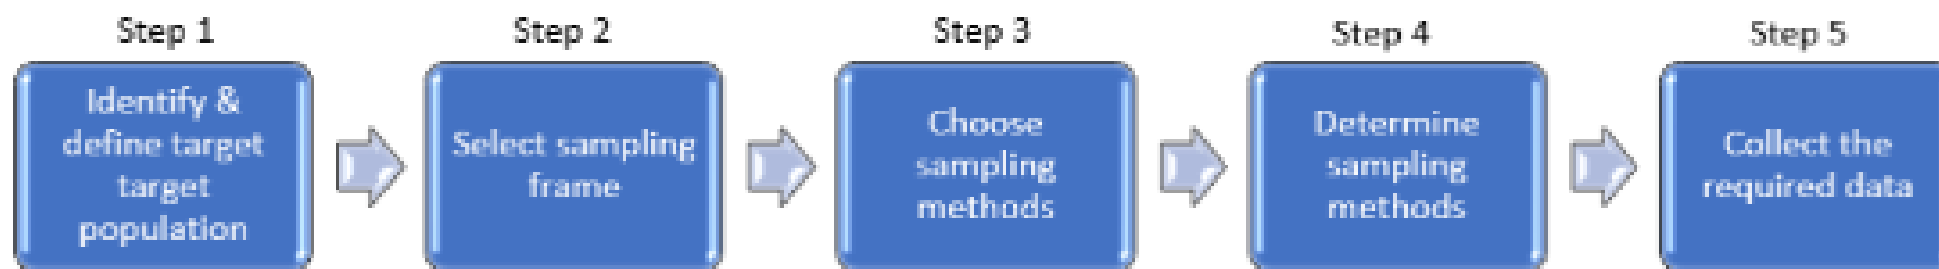 Step 1
Identify &
define target
target
population
Step 2
Select sampling
frame
Step 3
Choose
sampling
methods
Step 4
Determine
sampling
methods
Step 5
Collect the
required data